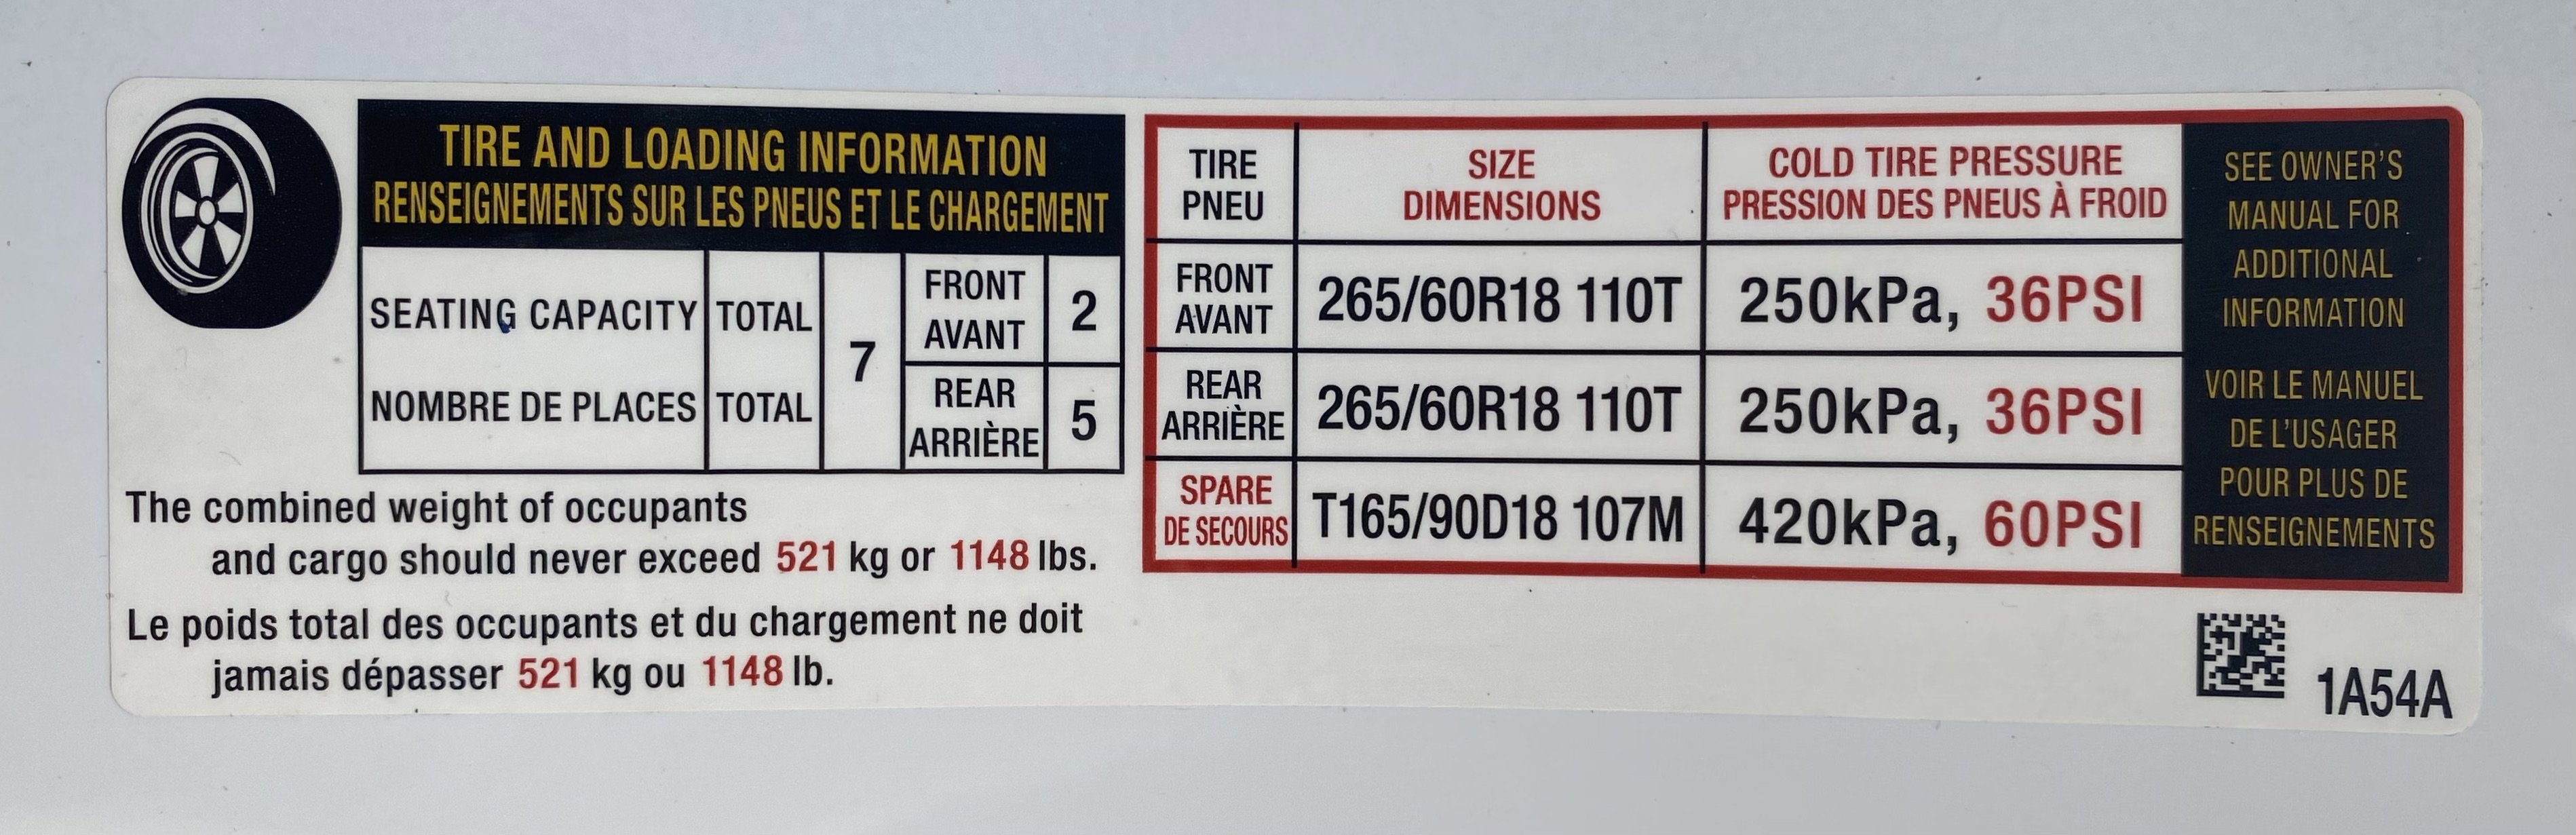 TIRE AND LOADING INFORMATION
RENSEIGNEMENTS SUR LES PNEUS ET LE CHARGEMENT
SEATING CAPACITY TOTAL
NOMBRE DE PLACES TOTAL
7
FRONT
AVANT
2
REAR
ARRIÈRE
5
The combined weight of occupants
and cargo should never exceed 521 kg or 1148 lbs.
Le poids total des occupants et du chargement ne doit
jamais dépasser 521 kg ou 1148 lb.
TIRE
PNEU
SIZE
DIMENSIONS
COLD TIRE PRESSURE
PRESSION DES PNEUS À FROID
FRONT
AVANT
265/60R18 110T
250kPa, 36PSI
REAR
ARRIÈRE
265/60R18 110T
250kPa, 36PSI
SPARE
DE SECOURS
T165/90D18 107M
420kPa, 60PSI
SEE OWNER'S
MANUAL FOR
ADDITIONAL
INFORMATION
VOIR LE MANUEL
DE L'USAGER
POUR PLUS DE
RENSEIGNEMENTS
1A54A